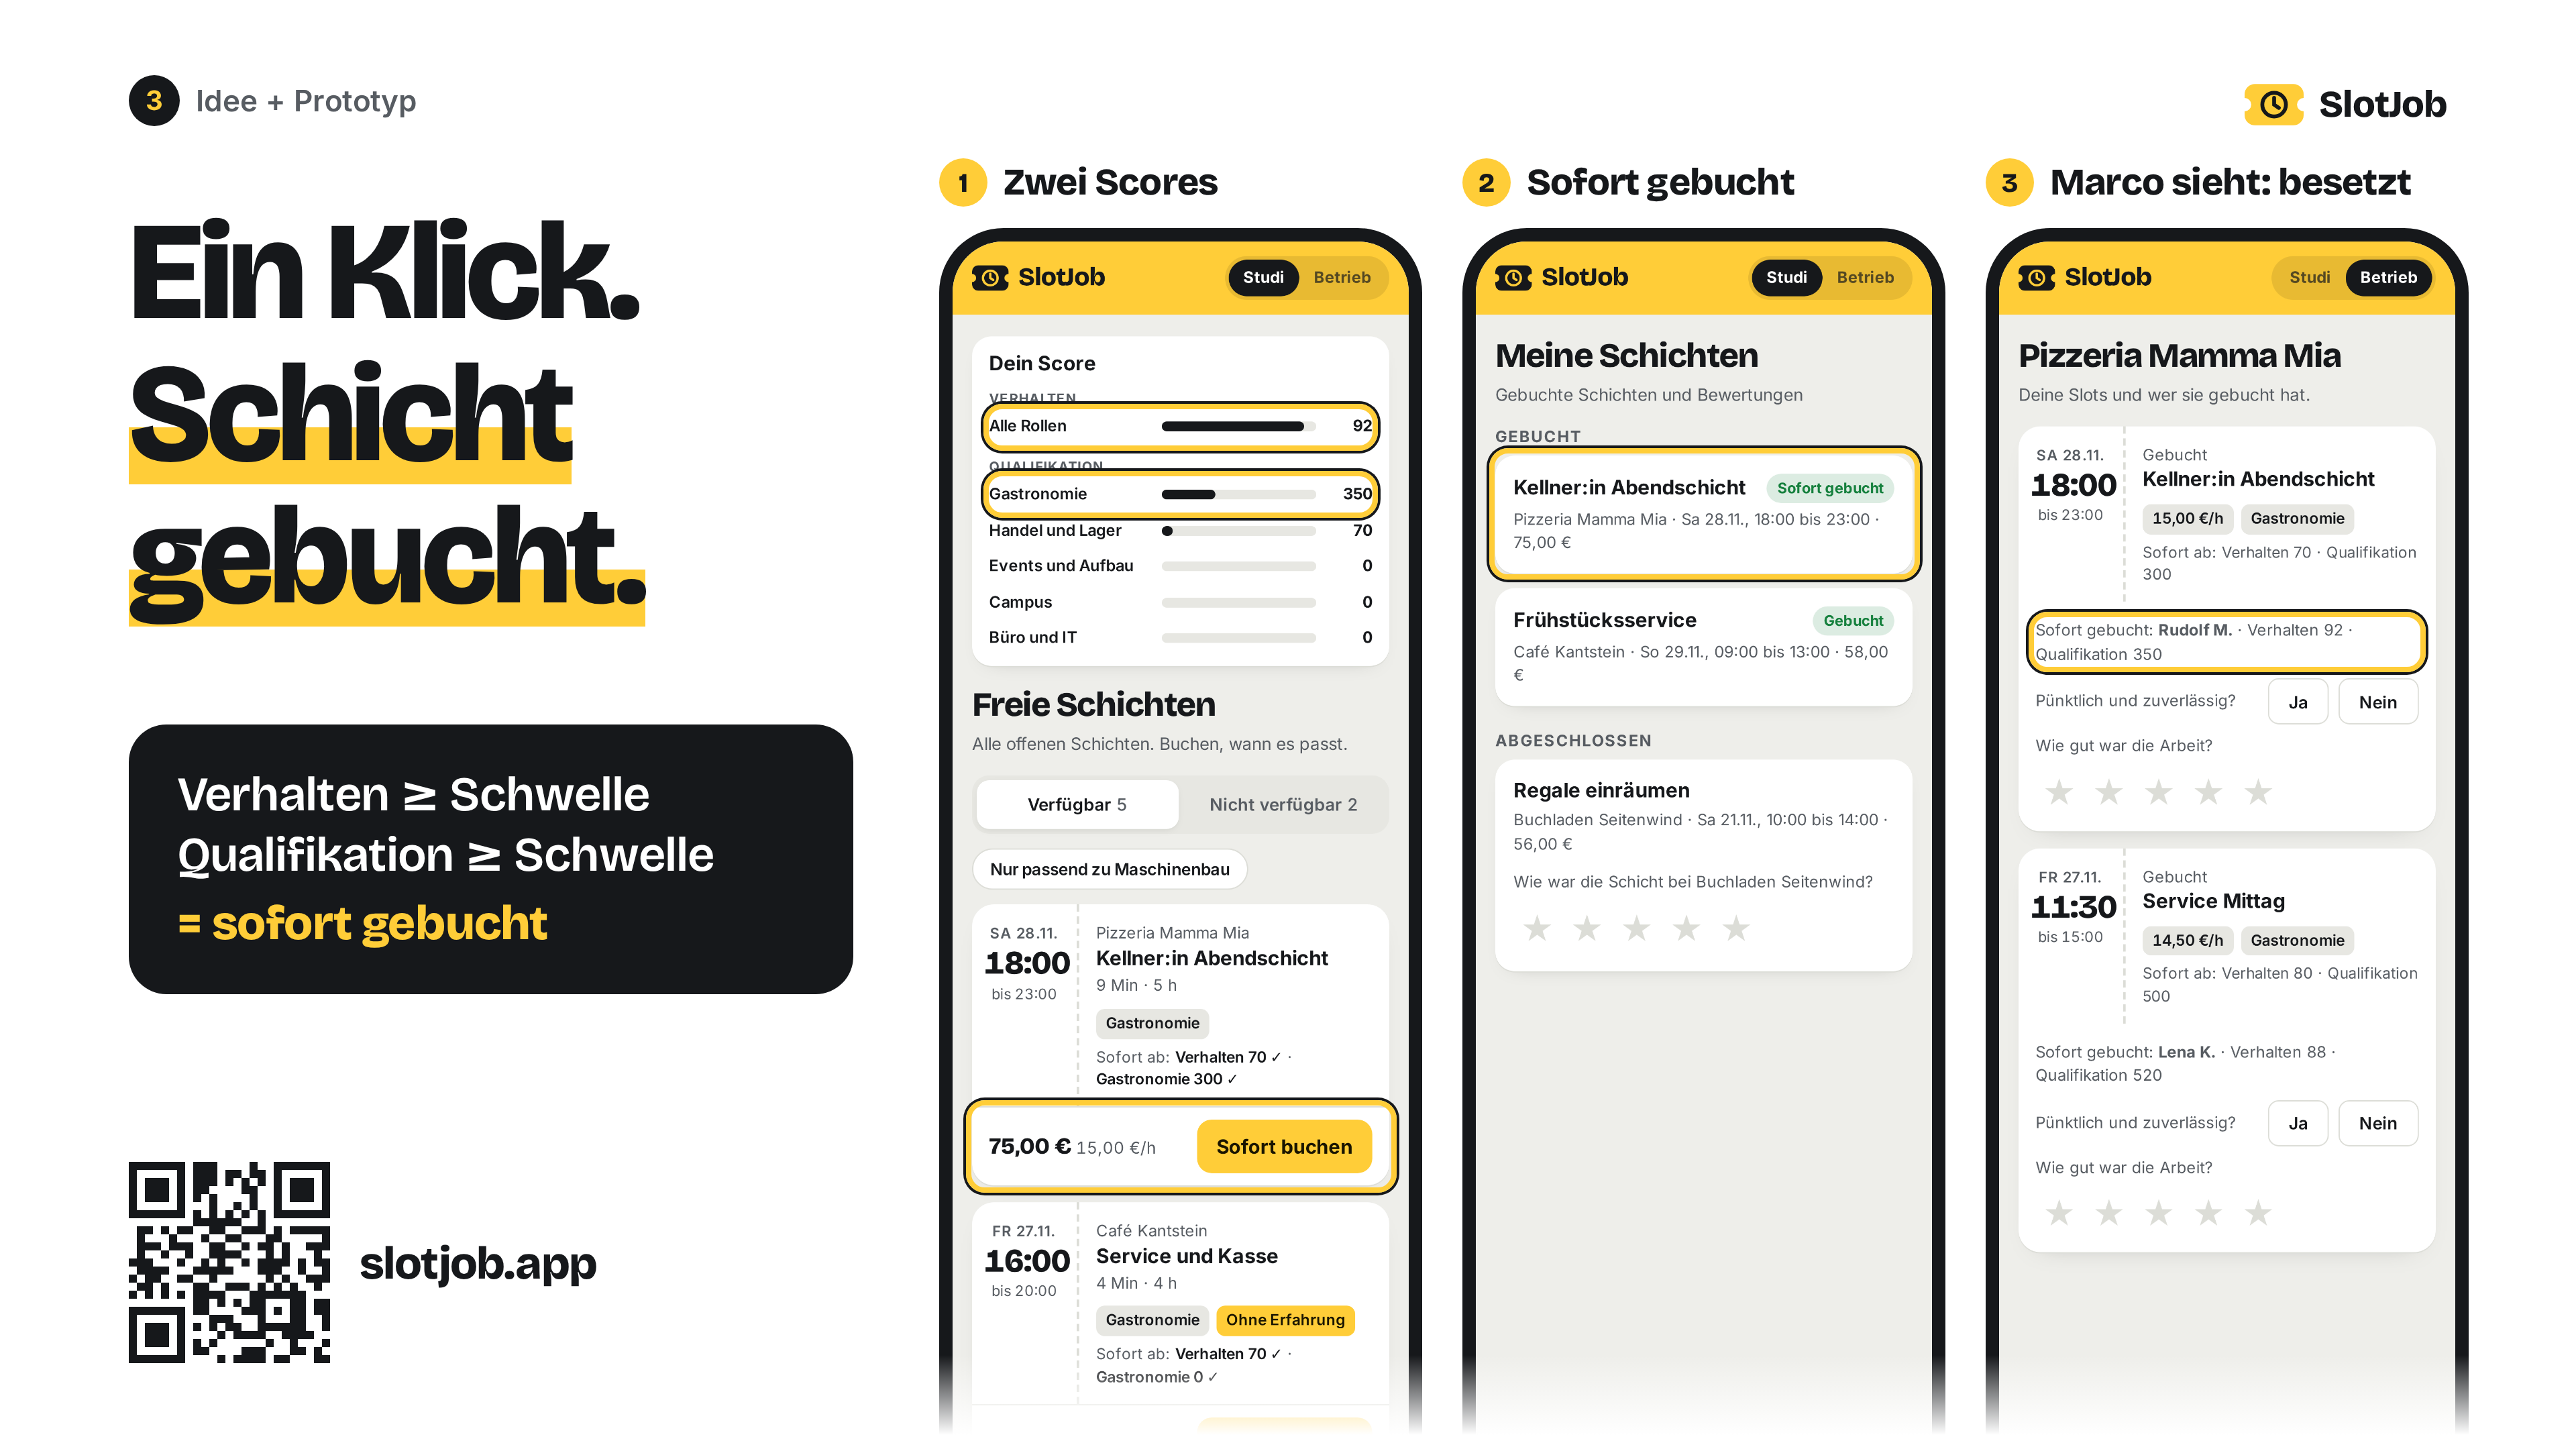 3 Idee + Prototyp
SlotJob
Ein Klick.
Schicht
gebucht.
Verhalten ≥ Schwelle
Qualifikation ≥ Schwelle
= sofort gebucht
slotjob.app
1 Zwei Scores
SlotJob Studi Betrieb
Dein Score
VERHALTEN
Alle Rollen 92
QUALIFIKATION
Gastronomie 350
Handel und Lager 70
Events und Aufbau 0
Campus 0
Büro und IT 0
Freie Schichten
Alle offenen Schichten. Buchen, wann es passt.
Verfügbar 5 Nicht verfügbar 2
Nur passend zu Maschinenbau
SA 28.11.
18:00
bis 23:00
Pizzeria Mamma Mia
Kellner:in Abendschicht
9 Min · 5 h
Gastronomie
Sofort ab: Verhalten 70 ✓ ·
Gastronomie 300 ✓
75,00 € 15,00 €/h Sofort buchen
FR 27.11.
16:00
bis 20:00
Café Kantstein
Service und Kasse
4 Min · 4 h
Gastronomie Ohne Erfahrung
Sofort ab: Verhalten 70 ✓ ·
Gastronomie 0 ✓
2 Sofort gebucht
SlotJob Studi Betrieb
Meine Schichten
Gebuchte Schichten und Bewertungen
GEBUCHT
Kellner:in Abendschicht Sofort gebucht
Pizzeria Mamma Mia · Sa 28.11., 18:00 bis 23:00 ·
75,00 €
Frühstücksservice Gebucht
Café Kantstein · So 29.11., 09:00 bis 13:00 · 58,00
€
ABGESCHLOSSEN
Regale einräumen
Buchladen Seitenwind · Sa 21.11., 10:00 bis 14:00 ·
56,00 €
Wie war die Schicht bei Buchladen Seitenwind?
★ ★ ★ ★ ★
3 Marco sieht: besetzt
SlotJob Studi Betrieb
Pizzeria Mamma Mia
Deine Slots und wer sie gebucht hat.
SA 28.11.
18:00
bis 23:00
Gebucht
Kellner:in Abendschicht
15,00 €/h Gastronomie
Sofort ab: Verhalten 70 · Qualifikation
300
Sofort gebucht: Rudolf M. · Verhalten 92 ·
Qualifikation 350
Pünktlich und zuverlässig? Ja Nein
Wie gut war die Arbeit?
★ ★ ★ ★ ★
FR 27.11.
11:30
bis 15:00
Gebucht
Service Mittag
14,50 €/h Gastronomie
Sofort ab: Verhalten 80 · Qualifikation
500
Sofort gebucht: Lena K. · Verhalten 88 ·
Qualifikation 520
Pünktlich und zuverlässig? Ja Nein
Wie gut war die Arbeit?
★ ★ ★ ★ ★